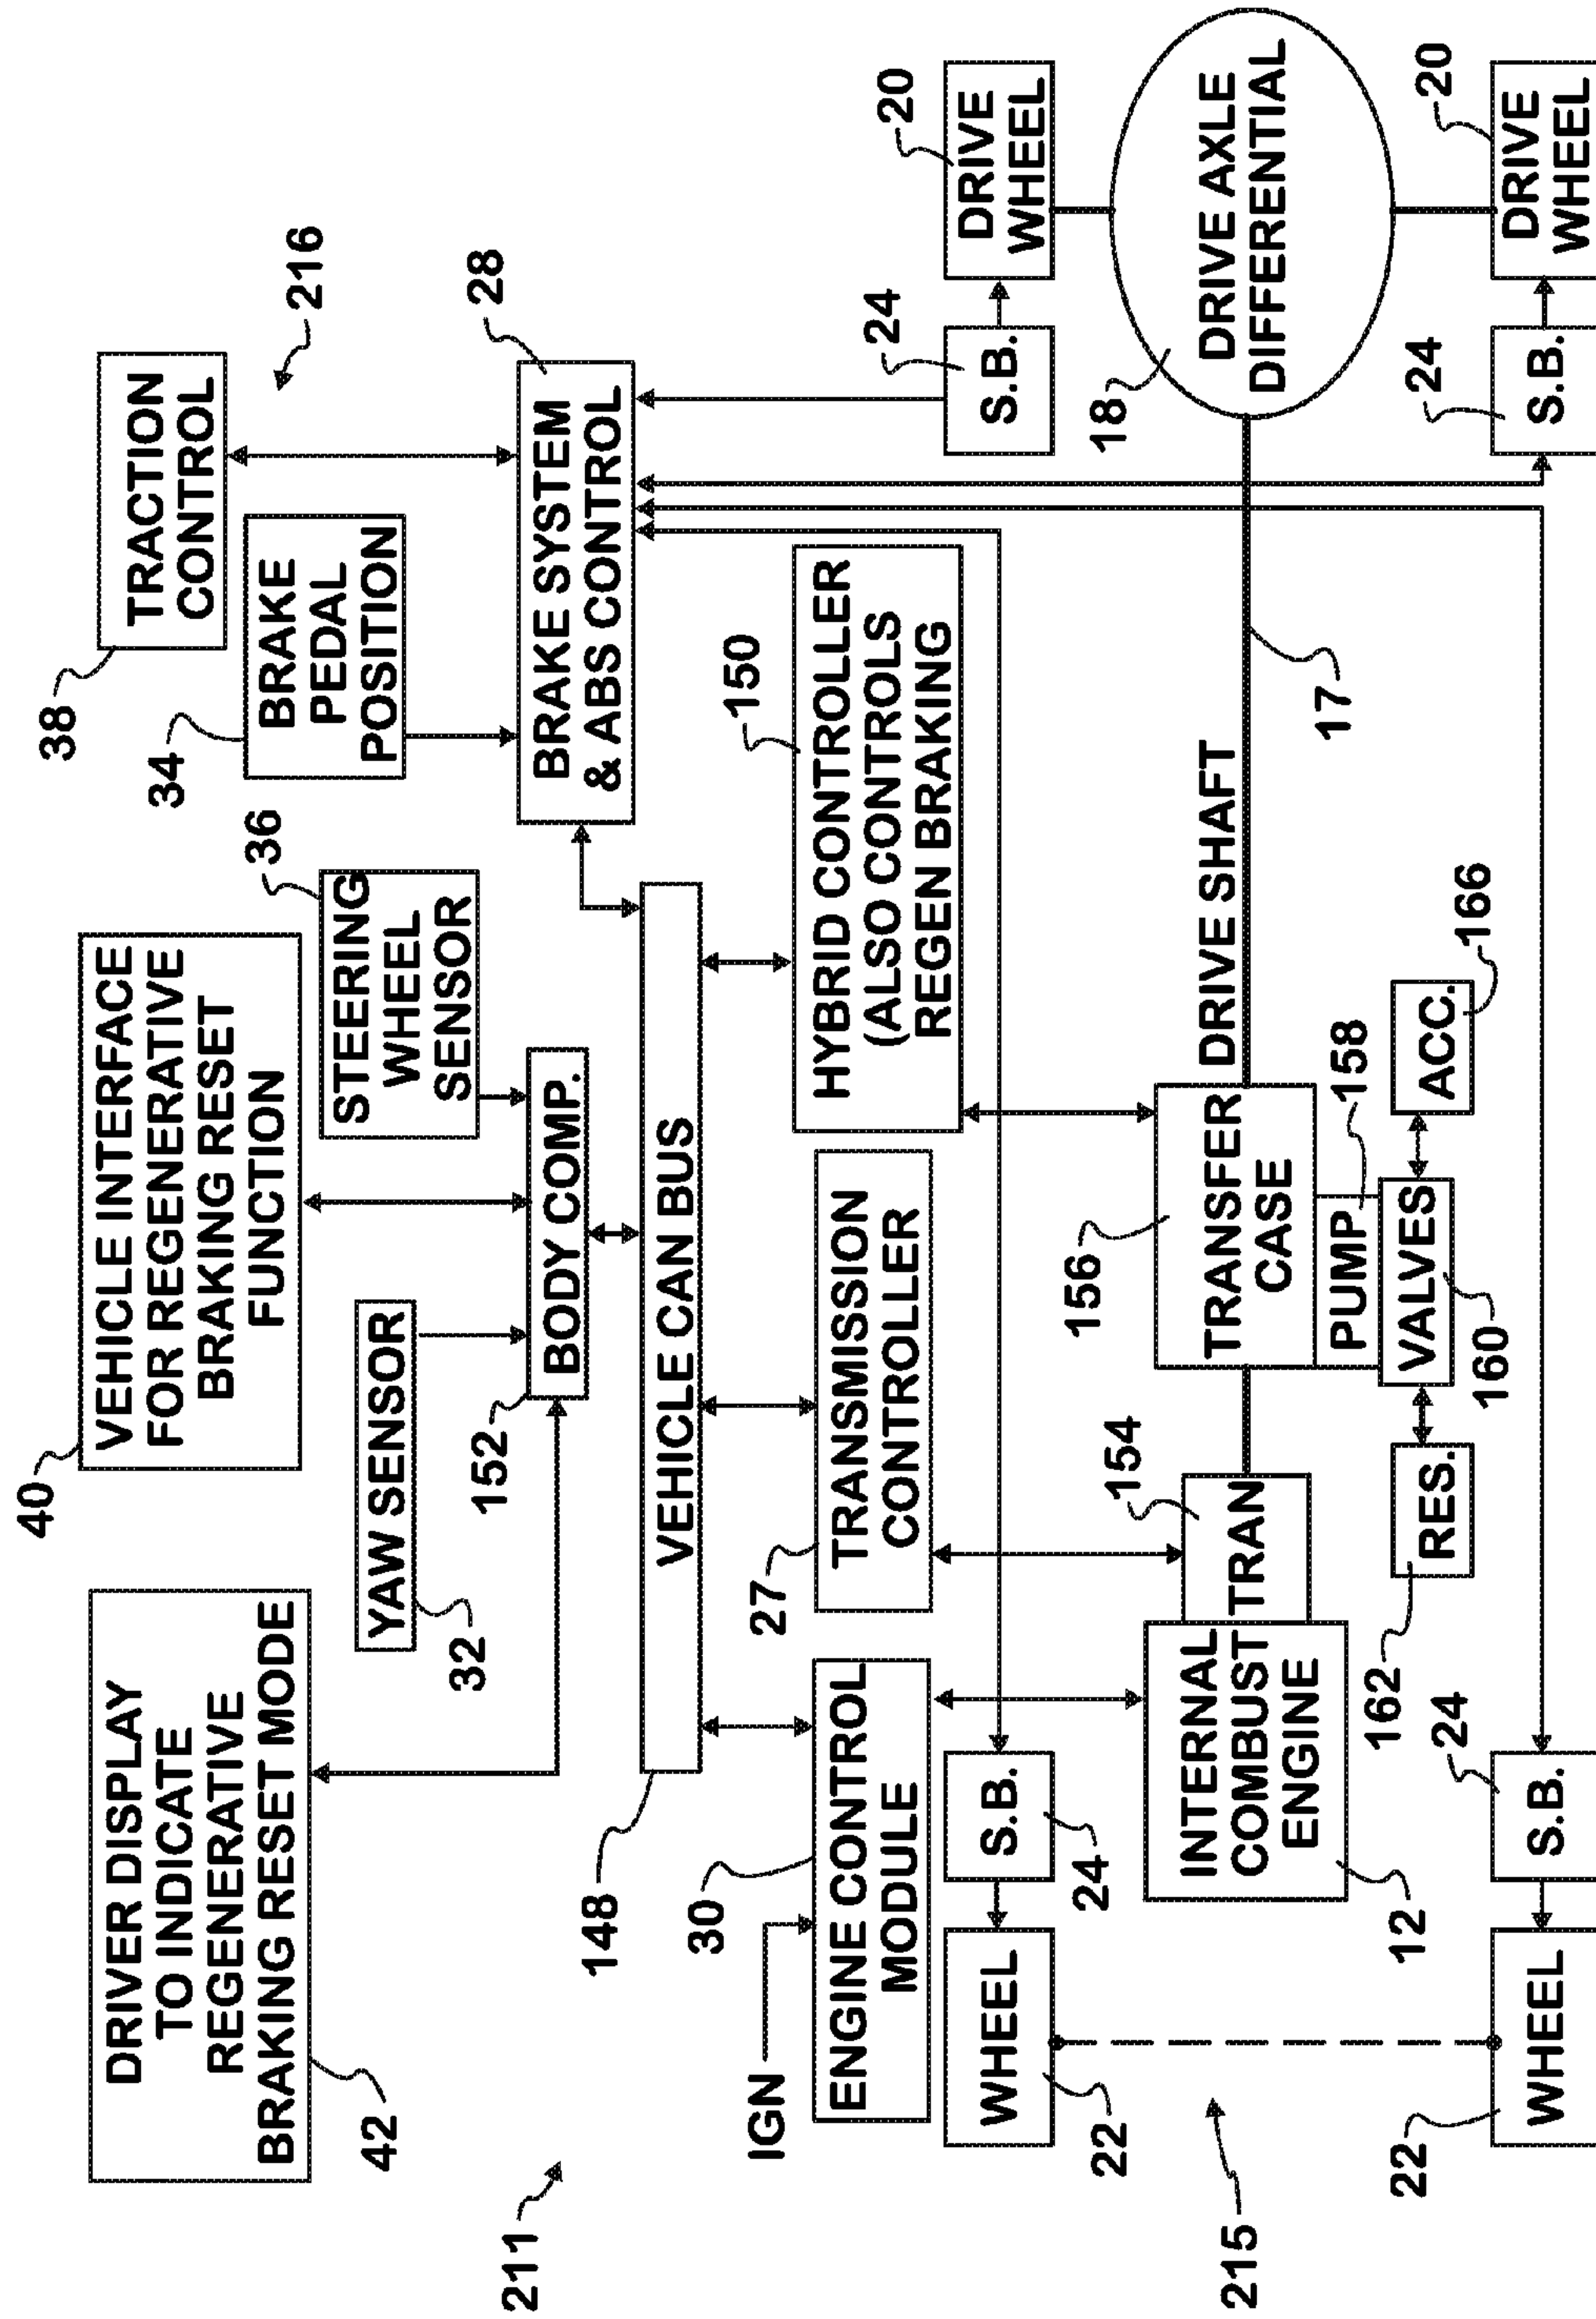 40
VEHICLE INTERFACE
FOR REGENERATIVE
BRAKING RESET
FUNCTION
DRIVER DISPLAY
TO INDICATE
REGENERATIVE
BRAKING RESET MODE
42
38
TRACTION
CONTROL
216
34
BRAKE
PEDAL
POSITION
36
STEERING
WHEEL
SENSOR
YAW SENSOR
32
152
BODY COMP.
28
BRAKE SYSTEM
& ABS CONTROL
211
148
VEHICLE CAN BUS
IGN
30
ENGINE CONTROL
MODULE
27
TRANSMISSION
CONTROLLER
150
HYBRID CONTROLLER
(ALSO CONTROLS
REGEN BRAKING
24
S.B.
20
DRIVE
WHEEL
WHEEL
22
S.B.
24
INTERNAL
COMBUST
ENGINE
12
TRAN
154
156
TRANSFER
CASE
DRIVE SHAFT
17
18
DRIVE AXLE
DIFFERENTIAL
PUMP
158
VALVES
160
162
RES.
ACC.
166
215
22
WHEEL
24
S.B.
24
S.B.
20
DRIVE
WHEEL